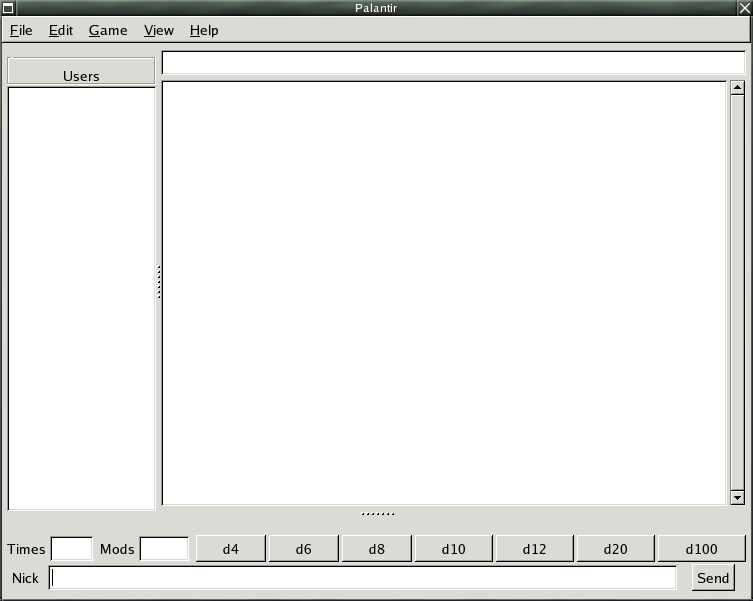 Palantir
File Edit Game View Help
Users
Times Mods d4 d6 d8 d10 d12 d20 d100
Nick Send